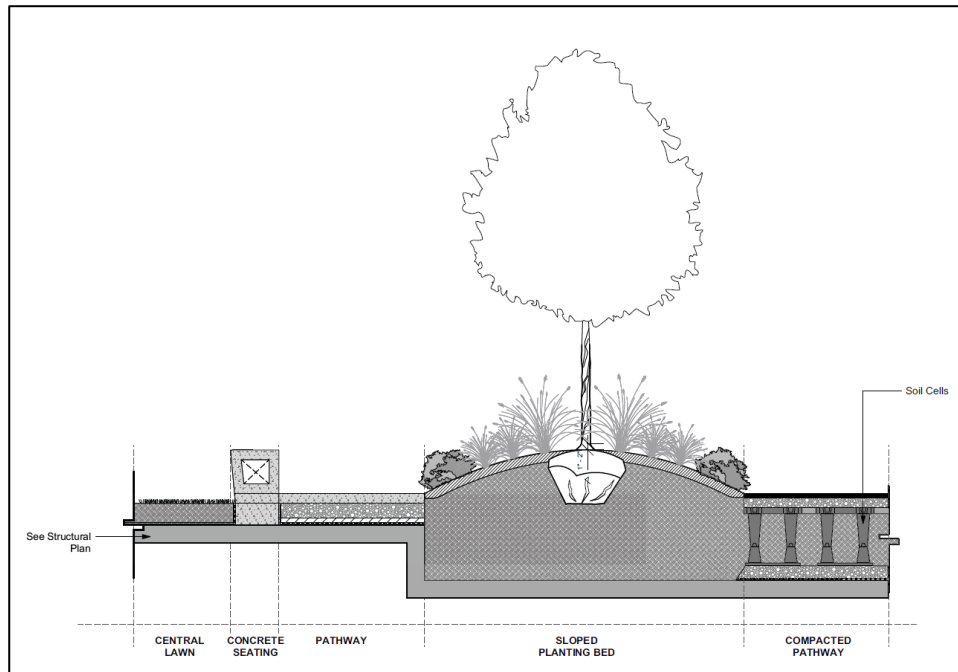 Soil Cells
See Structural
Plan
CENTRAL
LAWN
CONCRETE
SEATING
PATHWAY
SLOPED
PLANTING BED
COMPACTED
PATHWAY